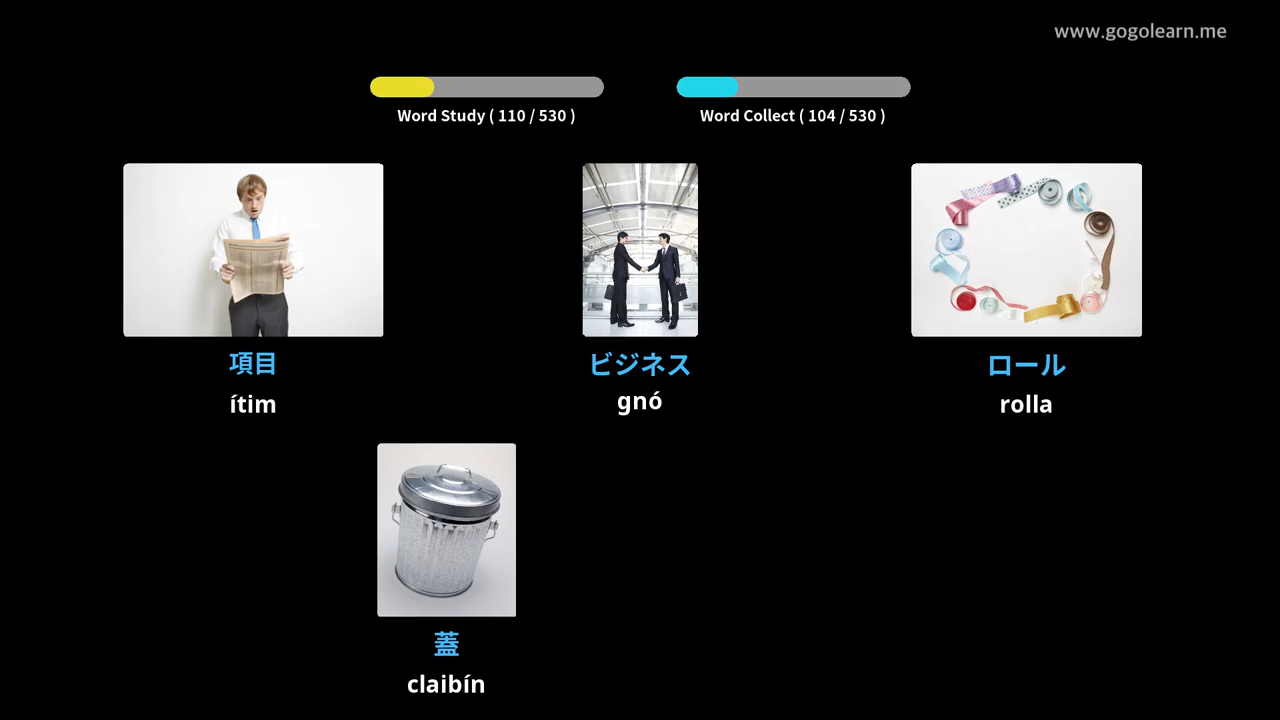 www.gogolearn.me
Word Study ( 110 / 530 )
Word Collect ( 104 / 530 )
項目
ítim
ビジネス
gnó
ロール
rolla
蓋
claibín